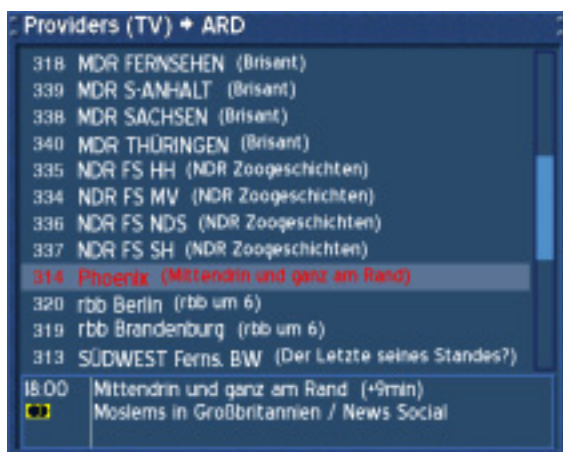 Providers (TV) → ARD
318 MDR FERNSEHEN (Brisant)
339 MDR S-ANHALT (Brisant)
338 MDR SACHSEN (Brisant)
340 MDR THÜRINGEN (Brisant)
335 NDR FS HH (NDR Zoogeschichten)
334 NDR FS MV (NDR Zoogeschichten)
336 NDR FS NDS (NDR Zoogeschichten)
337 NDR FS SH (NDR Zoogeschichten)
314 Phoenix (Mittendrin und ganz am Rand)
320 rbb Berlin (rbb um 6)
319 rbb Brandenburg (rbb um 6)
313 SÜDWEST Ferns. BW (Der Letzte seines Standes?)
18:00 Mittendrin und ganz am Rand (+9min)
Moslems in Großbritannien / News Social